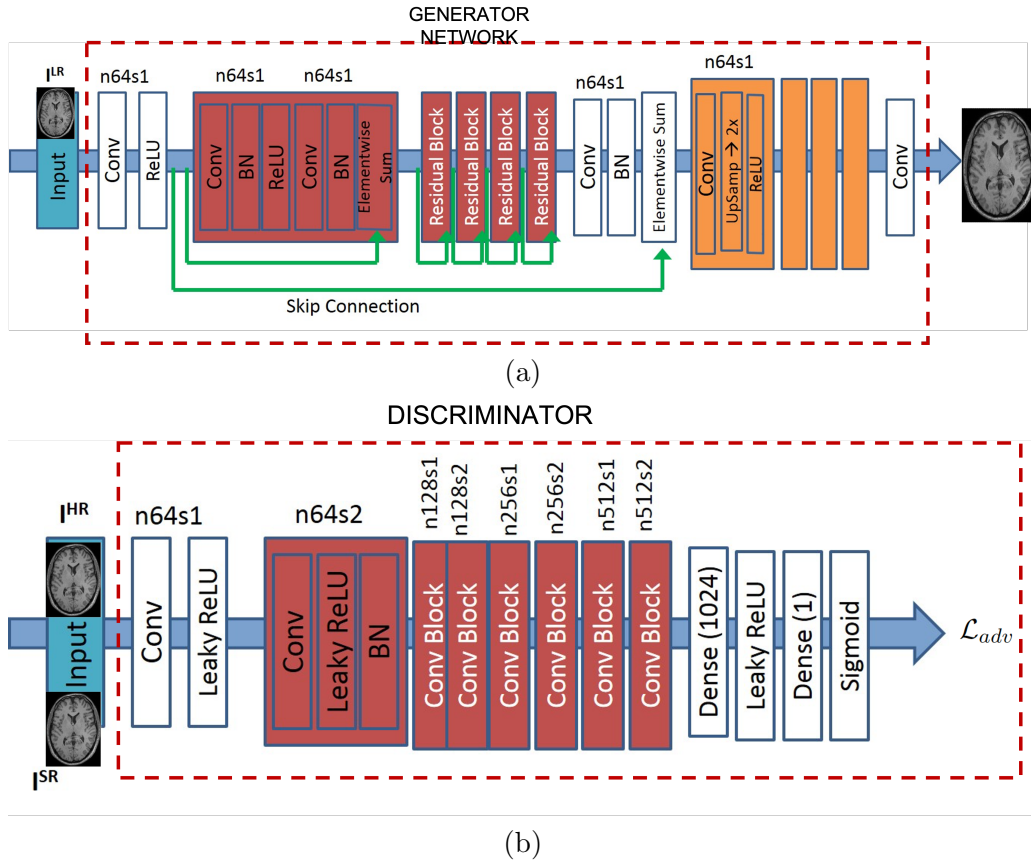 GENERATOR
NETWORK
I^LR
n64s1
n64s1
n64s1
n64s1
n64s1
Input
Conv
ReLU
Conv
BN
ReLU
Conv
BN
Elementwise
Sum
Residual Block
Residual Block
Residual Block
Residual Block
Conv
BN
Elementwise Sum
Conv
UpSamp → 2x
ReLU
Conv
Skip Connection
(a)
DISCRIMINATOR
I^HR
n64s1
n64s2
n128s1
n128s2
n256s1
n256s2
n512s1
n512s2
Input
Conv
Leaky ReLU
Conv
Leaky ReLU
BN
Conv Block
Conv Block
Conv Block
Conv Block
Conv Block
Conv Block
Dense (1024)
Leaky ReLU
Dense (1)
Sigmoid
ℒ_adv
I^SR
(b)